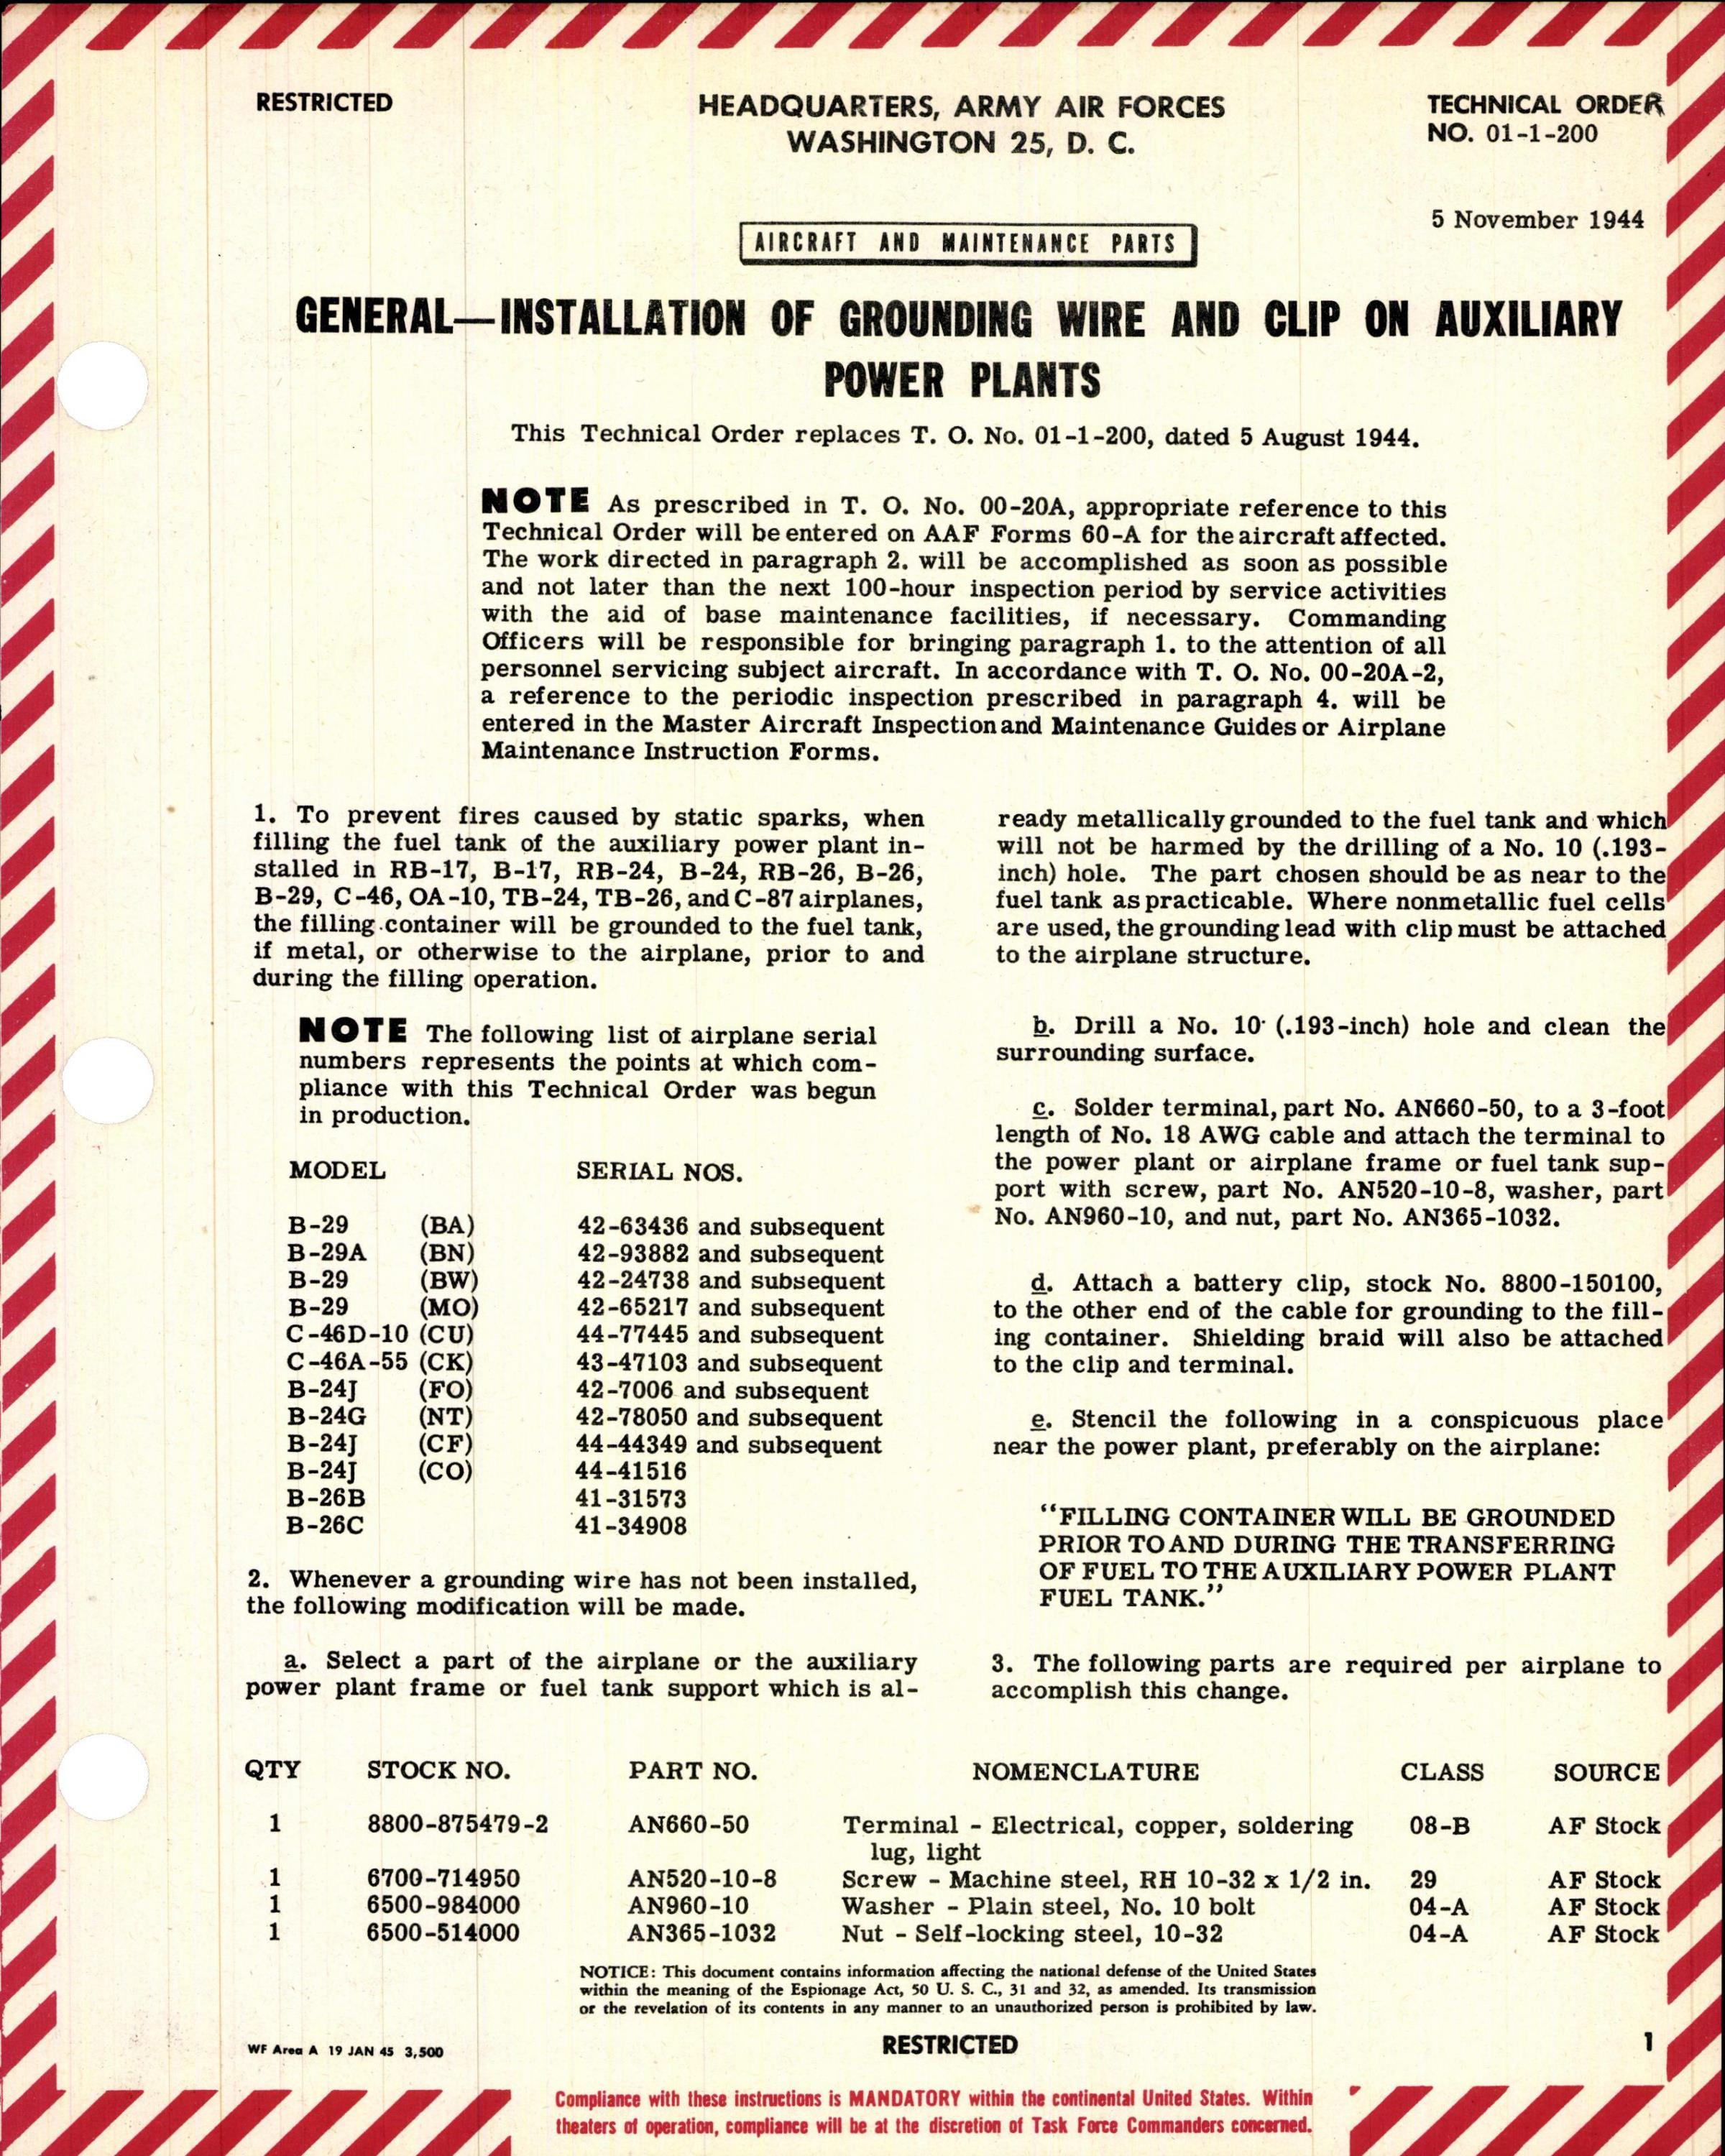 RESTRICTED
HEADQUARTERS, ARMY AIR FORCES
WASHINGTON 25, D. C.
TECHNICAL ORDER
NO. 01-1-200
5 November 1944
AIRCRAFT AND MAINTENANCE PARTS
GENERAL—INSTALLATION OF GROUNDING WIRE AND CLIP ON AUXILIARY
POWER PLANTS
This Technical Order replaces T. O. No. 01-1-200, dated 5 August 1944.
NOTE As prescribed in T. O. No. 00-20A, appropriate reference to this
Technical Order will be entered on AAF Forms 60-A for the aircraft affected.
The work directed in paragraph 2. will be accomplished as soon as possible
and not later than the next 100-hour inspection period by service activities
with the aid of base maintenance facilities, if necessary. Commanding
Officers will be responsible for bringing paragraph 1. to the attention of all
personnel servicing subject aircraft. In accordance with T. O. No. 00-20A-2,
a reference to the periodic inspection prescribed in paragraph 4. will be
entered in the Master Aircraft Inspection and Maintenance Guides or Airplane
Maintenance Instruction Forms.
1. To prevent fires caused by static sparks, when
filling the fuel tank of the auxiliary power plant in-
stalled in RB-17, B-17, RB-24, B-24, RB-26, B-26,
B-29, C-46, OA-10, TB-24, TB-26, and C-87 airplanes,
the filling container will be grounded to the fuel tank,
if metal, or otherwise to the airplane, prior to and
during the filling operation.
NOTE The following list of airplane serial
numbers represents the points at which com-
pliance with this Technical Order was begun
in production.
MODEL SERIAL NOS.
B-29 (BA) 42-63436 and subsequent
B-29A (BN) 42-93882 and subsequent
B-29 (BW) 42-24738 and subsequent
B-29 (MO) 42-65217 and subsequent
C-46D-10 (CU) 44-77445 and subsequent
C-46A-55 (CK) 43-47103 and subsequent
B-24J (FO) 42-7006 and subsequent
B-24G (NT) 42-78050 and subsequent
B-24J (CF) 44-44349 and subsequent
B-24J (CO) 44-41516
B-26B 41-31573
B-26C 41-34908
2. Whenever a grounding wire has not been installed,
the following modification will be made.
a. Select a part of the airplane or the auxiliary
power plant frame or fuel tank support which is al-
ready metallically grounded to the fuel tank and which
will not be harmed by the drilling of a No. 10 (.193-
inch) hole. The part chosen should be as near to the
fuel tank as practicable. Where nonmetallic fuel cells
are used, the grounding lead with clip must be attached
to the airplane structure.
b. Drill a No. 10 (.193-inch) hole and clean the
surrounding surface.
c. Solder terminal, part No. AN660-50, to a 3-foot
length of No. 18 AWG cable and attach the terminal to
the power plant or airplane frame or fuel tank sup-
port with screw, part No. AN520-10-8, washer, part
No. AN960-10, and nut, part No. AN365-1032.
d. Attach a battery clip, stock No. 8800-150100,
to the other end of the cable for grounding to the fill-
ing container. Shielding braid will also be attached
to the clip and terminal.
e. Stencil the following in a conspicuous place
near the power plant, preferably on the airplane:
"FILLING CONTAINER WILL BE GROUNDED
PRIOR TO AND DURING THE TRANSFERRING
OF FUEL TO THE AUXILIARY POWER PLANT
FUEL TANK."
3. The following parts are required per airplane to
accomplish this change.
QTY STOCK NO. PART NO. NOMENCLATURE CLASS SOURCE
1 8800-875479-2 AN660-50 Terminal - Electrical, copper, soldering 08-B AF Stock
lug, light
1 6700-714950 AN520-10-8 Screw - Machine steel, RH 10-32 x 1/2 in. 29 AF Stock
1 6500-984000 AN960-10 Washer - Plain steel, No. 10 bolt 04-A AF Stock
1 6500-514000 AN365-1032 Nut - Self-locking steel, 10-32 04-A AF Stock
NOTICE: This document contains information affecting the national defense of the United States
within the meaning of the Espionage Act, 50 U. S. C., 31 and 32, as amended. Its transmission
or the revelation of its contents in any manner to an unauthorized person is prohibited by law.
WF Area A 19 JAN 45 3,500
RESTRICTED
1
Compliance with these instructions is MANDATORY within the continental United States. Within
theaters of operation, compliance will be at the discretion of Task Force Commanders concerned.